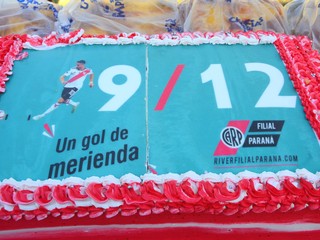 9/12
Un gol de
merienda
CARP
FILIAL
PARANÁ
RIVERFILIALPARANA.COM